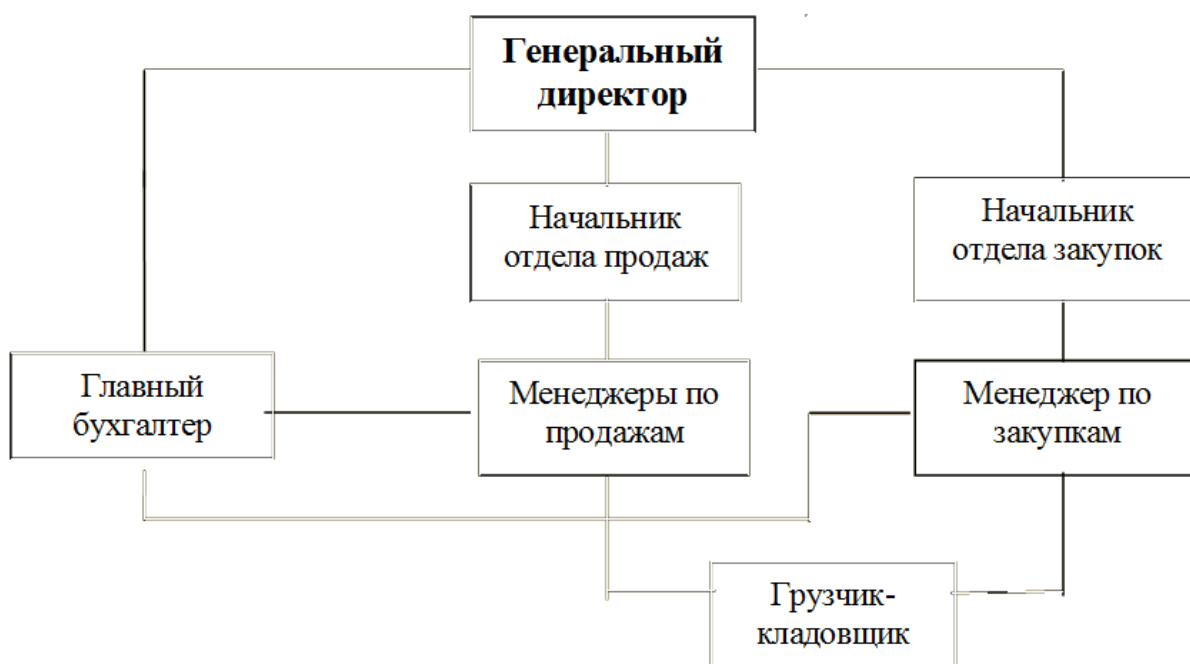 Генеральный
директор
Начальник
отдела продаж
Начальник
отдела закупок
Главный
бухгалтер
Менеджеры по
продажам
Менеджер по
закупкам
Грузчик-
кладовщик